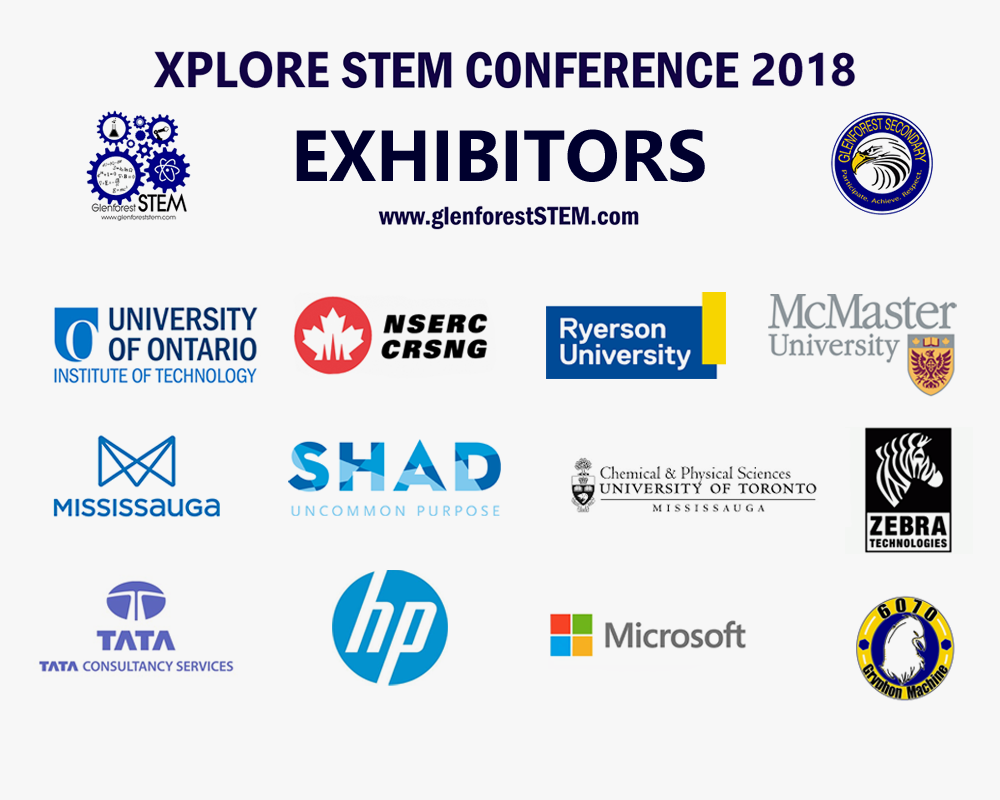 XPLORE STEM CONFERENCE 2018
EXHIBITORS
www.glenforestSTEM.com
Glenforest STEM
www.glenforeststem.com
GLENFOREST SECONDARY
Participate. Achieve. Respect.
UNIVERSITY
OF ONTARIO
INSTITUTE OF TECHNOLOGY
NSERC
CRSNG
Ryerson
University
McMaster
University
MISSISSAUGA
SHAD
UNCOMMON PURPOSE
Chemical & Physical Sciences
UNIVERSITY OF TORONTO
MISSISSAUGA
ZEBRA
TECHNOLOGIES
TATA
TATA CONSULTANCY SERVICES
hp
Microsoft
6070
Gryphon Machine